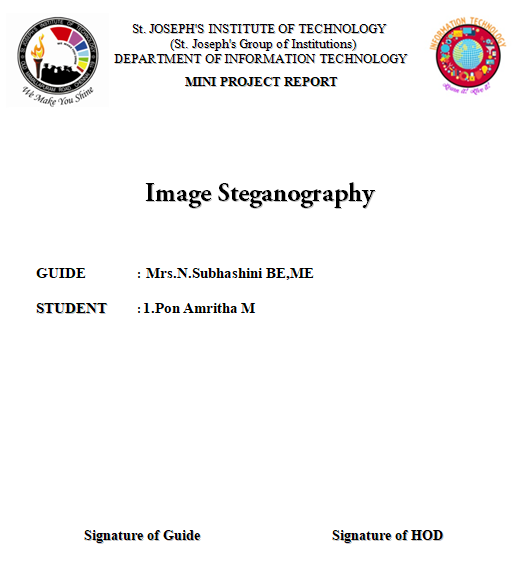 St. JOSEPH'S INSTITUTE OF TECHNOLOGY
(St. Joseph's Group of Institutions)
DEPARTMENT OF INFORMATION TECHNOLOGY
MINI PROJECT REPORT
We Make You Shine
INFORMATION TECHNOLOGY
Image Steganography
GUIDE : Mrs.N.Subhashini BE,ME
STUDENT : 1.Pon Amritha M
Signature of Guide Signature of HOD